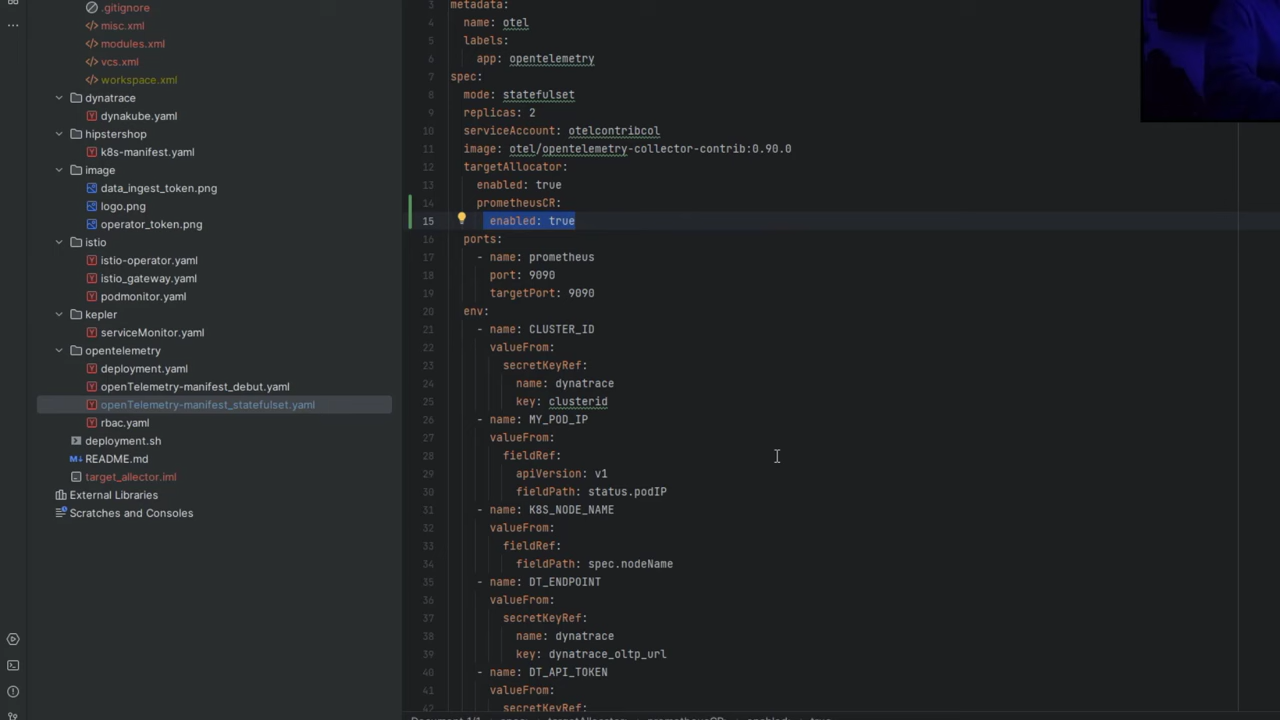 .gitignore
misc.xml
modules.xml
vcs.xml
workspace.xml
dynatrace
dynakube.yaml
hipstershop
k8s-manifest.yaml
image
data_ingest_token.png
logo.png
operator_token.png
istio
istio-operator.yaml
istio_gateway.yaml
podmonitor.yaml
kepler
serviceMonitor.yaml
opentelemetry
deployment.yaml
openTelemetry-manifest_debut.yaml
openTelemetry-manifest_statefulset.yaml
rbac.yaml
deployment.sh
README.md
target_allector.iml
External Libraries
Scratches and Consoles
3 metadata:
4 name: otel
5 labels:
6 app: opentelemetry
7 spec:
8 mode: statefulset
9 replicas: 2
10 serviceAccount: otelcontribcol
11 image: otel/opentelemetry-collector-contrib:0.90.0
12 targetAllocator:
13 enabled: true
14 prometheusCR:
15 enabled: true
16 ports:
17 - name: prometheus
18 port: 9090
19 targetPort: 9090
20 env:
21 - name: CLUSTER_ID
22 valueFrom:
23 secretKeyRef:
24 name: dynatrace
25 key: clusterid
26 - name: MY_POD_IP
27 valueFrom:
28 fieldRef:
29 apiVersion: v1
30 fieldPath: status.podIP
31 - name: K8S_NODE_NAME
32 valueFrom:
33 fieldRef:
34 fieldPath: spec.nodeName
35 - name: DT_ENDPOINT
36 valueFrom:
37 secretKeyRef:
38 name: dynatrace
39 key: dynatrace_oltp_url
40 - name: DT_API_TOKEN
41 valueFrom:
42 secretKeyRef: